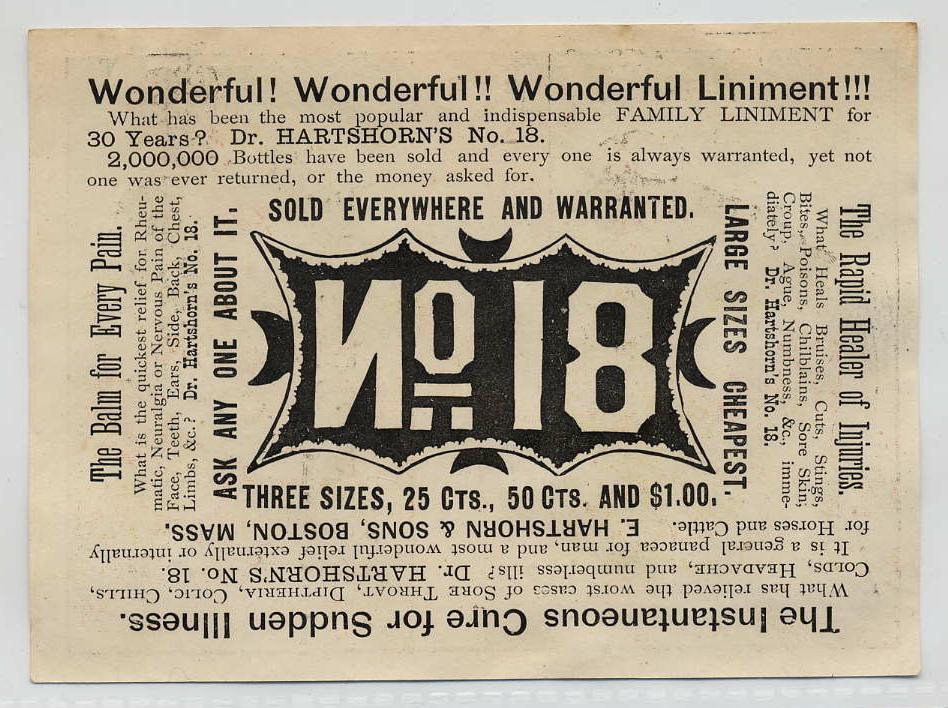 Wonderful! Wonderful!! Wonderful Liniment!!!
What has been the most popular and indispensable FAMILY LINIMENT for
30 Years? Dr. HARTSHORN'S No. 18.
2,000,000 Bottles have been sold and every one is always warranted, yet not
one was ever returned, or the money asked for.
SOLD EVERYWHERE AND WARRANTED.
The Balm for Every Pain.
What is the quickest relief for Rheu-
matic, Neuralgia or Nervous Pain of the
Face, Teeth, Ears, Side, Back, Chest,
Limbs, &c.? Dr. Hartshorn's No. 18.
ASK ANY ONE ABOUT IT.
No 18
LARGE SIZES CHEAPEST.
The Rapid Healer of Injuries.
What Heals Bruises, Cuts, Stings,
Bites, Poisons, Chilblains, Sore Skin,
Croup, Ague, Numbness, &c., imme-
diately? Dr. Hartshorn's No. 18.
THREE SIZES, 25 CTS., 50 CTS. AND $1.00.
The Instantaneous Cure for Sudden Illness.
What has relieved the worst cases of SORE THROAT, DIPTHERIA, COLIC, CHILLS,
COLDS, HEADACHE, and numberless ills? Dr. HARTSHORN'S No. 18.
It is a general panacea for man, and a most wonderful relief externally or internally
for Horses and Cattle. E. HARTSHORN & SONS, BOSTON, MASS.